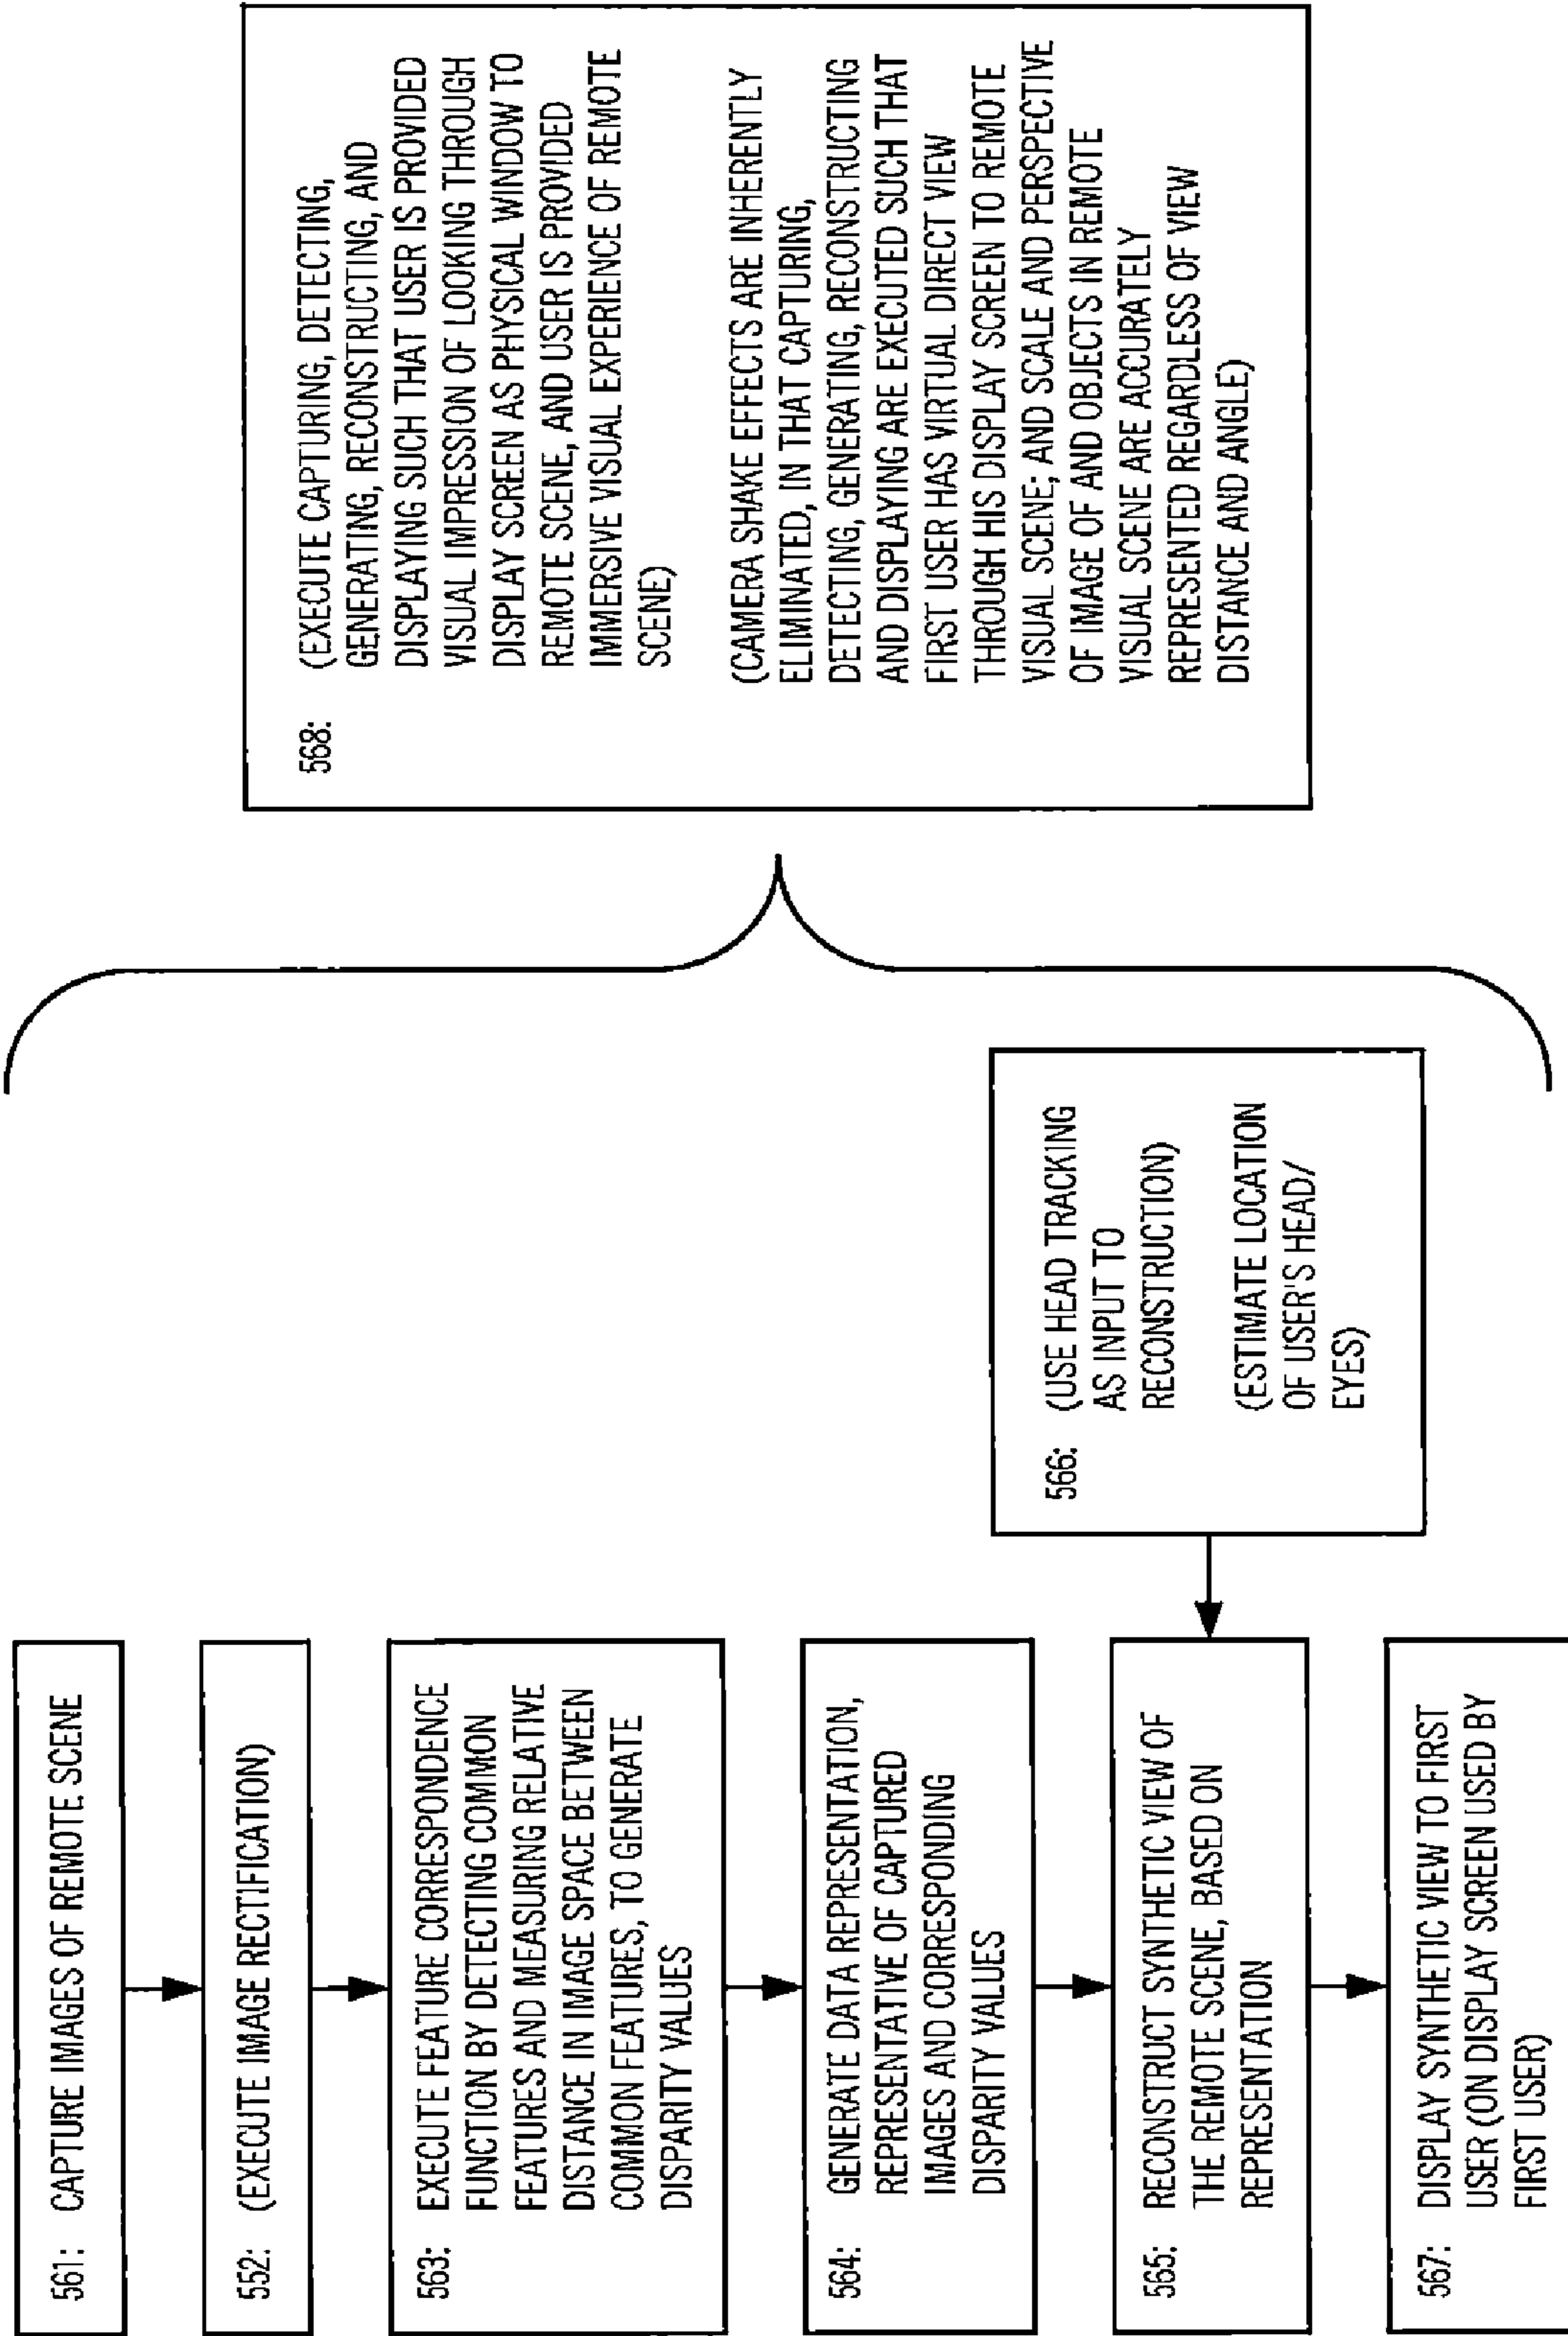 561: CAPTURE IMAGES OF REMOTE SCENE
552: (EXECUTE IMAGE RECTIFICATION)
563: EXECUTE FEATURE CORRESPONDENCE
FUNCTION BY DETECTING COMMON
FEATURES AND MEASURING RELATIVE
DISTANCE IN IMAGE SPACE BETWEEN
COMMON FEATURES, TO GENERATE
DISPARITY VALUES
564: GENERATE DATA REPRESENTATION,
REPRESENTATIVE OF CAPTURED
IMAGES AND CORRESPONDING
DISPARITY VALUES
565: RECONSTRUCT SYNTHETIC VIEW OF
THE REMOTE SCENE, BASED ON
REPRESENTATION
566: (USE HEAD TRACKING
AS INPUT TO
RECONSTRUCTION)
(ESTIMATE LOCATION
OF USER'S HEAD/
EYES)
567: DISPLAY SYNTHETIC VIEW TO FIRST
USER (ON DISPLAY SCREEN USED BY
FIRST USER)
568: (EXECUTE CAPTURING, DETECTING,
GENERATING, RECONSTRUCTING, AND
DISPLAYING SUCH THAT USER IS PROVIDED
VISUAL IMPRESSION OF LOOKING THROUGH
DISPLAY SCREEN AS PHYSICAL WINDOW TO
REMOTE SCENE, AND USER IS PROVIDED
IMMERSIVE VISUAL EXPERIENCE OF REMOTE
SCENE)
(CAMERA SHAKE EFFECTS ARE INHERENTLY
ELIMINATED, IN THAT CAPTURING,
DETECTING, GENERATING, RECONSTRUCTING
AND DISPLAYING ARE EXECUTED SUCH THAT
FIRST USER HAS VIRTUAL DIRECT VIEW
THROUGH HIS DISPLAY SCREEN TO REMOTE
VISUAL SCENE; AND SCALE AND PERSPECTIVE
OF IMAGE OF AND OBJECTS IN REMOTE
VISUAL SCENE ARE ACCURATELY
REPRESENTED REGARDLESS OF VIEW
DISTANCE AND ANGLE)